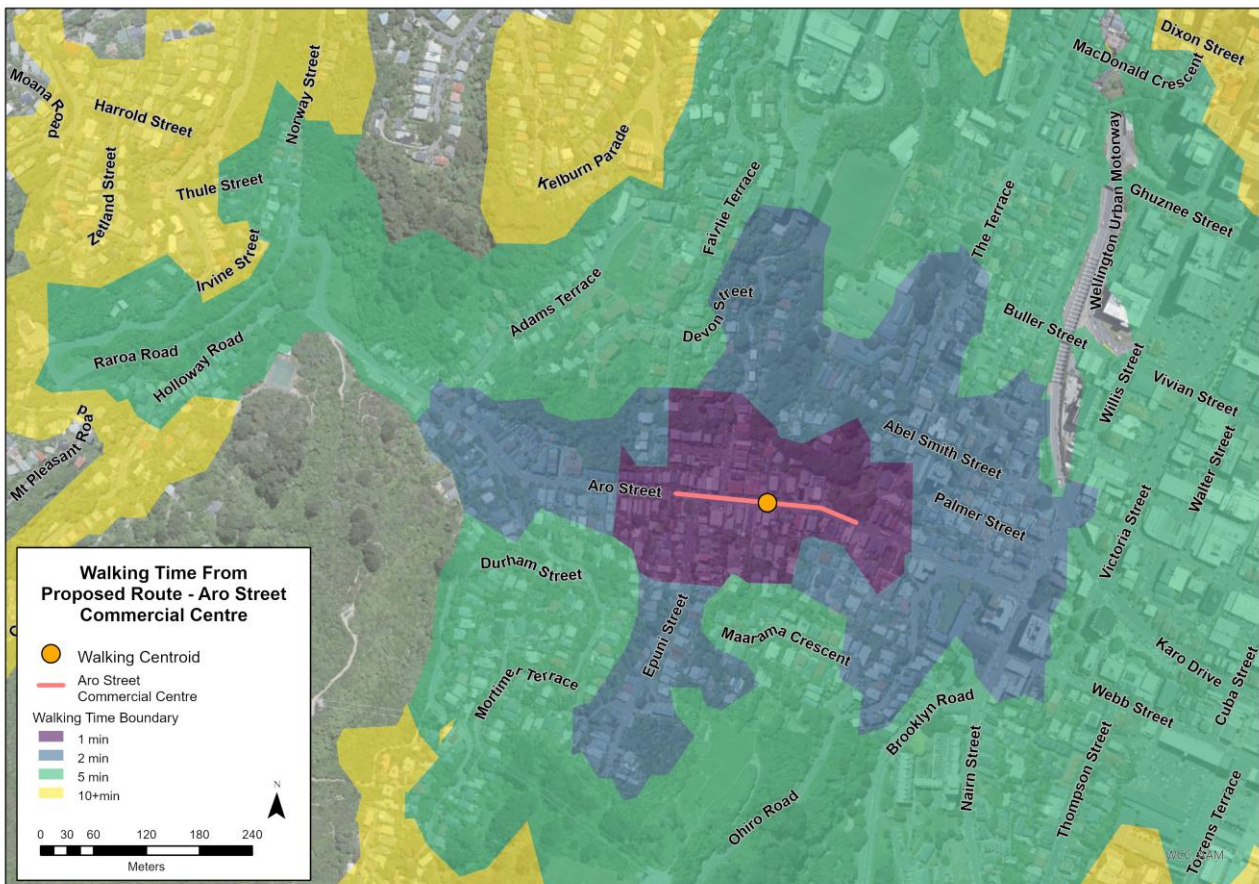 Dixon Street
MacDonald Crescent
Norway Street
Moana Road
Harrold Street
Kelburn Parade
Thule Street
Zetland Street
Fairlie Terrace
The Terrace
Wellington Urban Motorway
Ghuznee Street
Irvine Street
Adams Terrace
Devon Street
Buller Street
Raroa Road
Holloway Road
Willis Street
Vivian Street
Mt Pleasant Road
Abel Smith Street
Walter Street
Aro Street
Palmer Street
Victoria Street
Durham Street
Epuni Street
Maarama Crescent
Mortimer Terrace
Karo Drive
Cuba Street
Webb Street
Brooklyn Road
Nairn Street
Thompson Street
Ohiro Road
Torrens Terrace
Walking Time From
Proposed Route - Aro Street
Commercial Centre
Walking Centroid
Aro Street
Commercial Centre
Walking Time Boundary
1 min
2 min
5 min
10+min
N
0 30 60 120 180 240
Meters